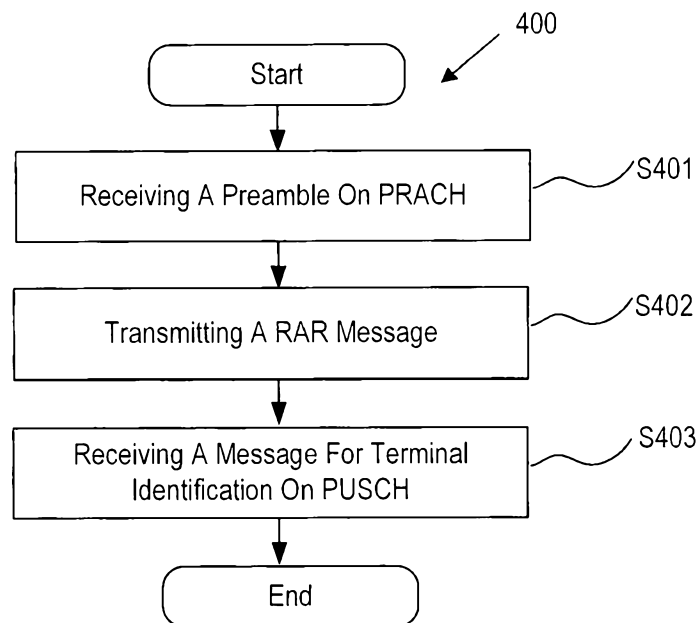 400
Start
Receiving A Preamble On PRACH
S401
Transmitting A RAR Message
S402
Receiving A Message For Terminal
Identification On PUSCH
S403
End